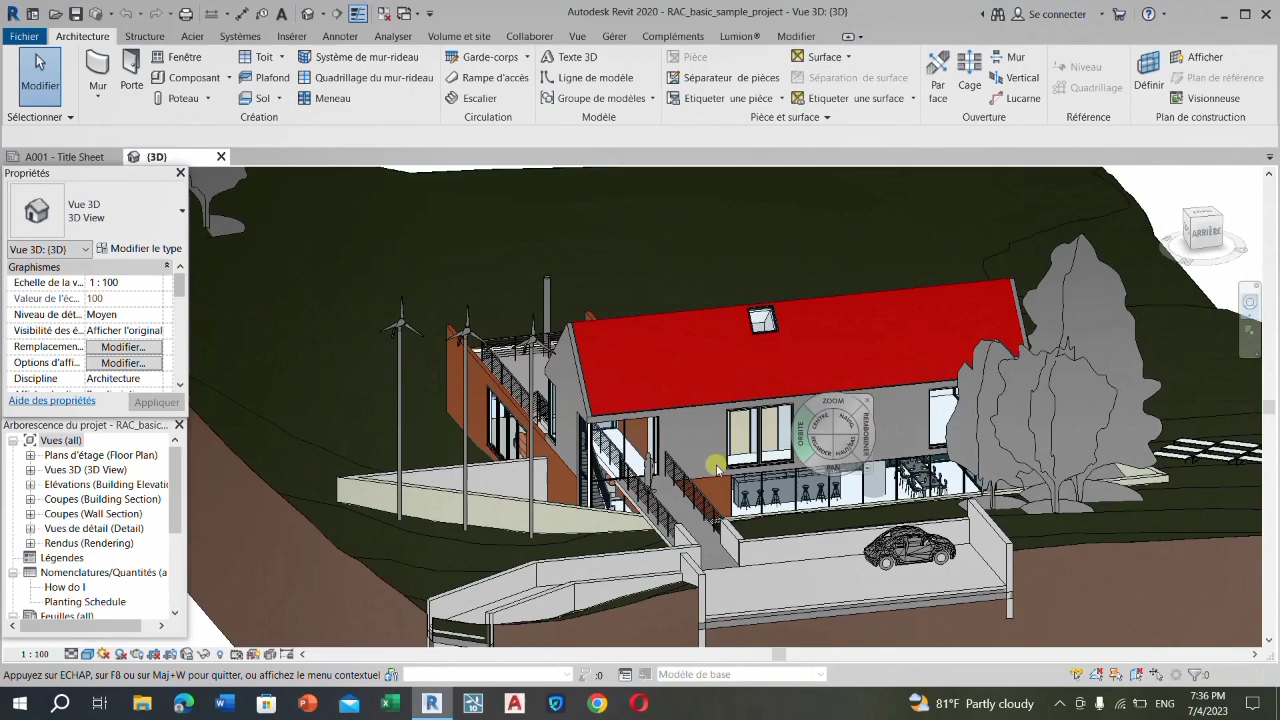 Autodesk Revit 2020 - RAC_basic_sample_project - Vue 3D: {3D}
Se connecter
Fichier Architecture Structure Acier Systèmes Insérer Annoter Analyser Volume et site Collaborer Vue Gérer Compléments Lumion® Modifier
Modifier
Mur
Porte
Fenêtre
Composant
Poteau
Toit
Plafond
Sol
Système de mur-rideau
Quadrillage du mur-rideau
Meneau
Garde-corps
Rampe d'accès
Escalier
Texte 3D
Ligne de modèle
Groupe de modèles
Pièce
Séparateur de pièces
Etiqueter une pièce
Surface
Séparation de surface
Etiqueter une surface
Par
face
Cage
Mur
Vertical
Lucarne
Niveau
Quadrillage
Définir
Afficher
Plan de référence
Visionneuse
Sélectionner Création Circulation Modèle Pièce et surface Ouverture Référence Plan de construction
A001 - Title Sheet
{3D}
Propriétés
Vue 3D
3D View
Vue 3D: {3D}
Modifier le type
Graphismes
Echelle de la v... 1 : 100
Valeur de l'éc... 100
Niveau de dét... Moyen
Visibilité des é... Afficher l'original
Remplacemen... Modifier...
Options d'affi... Modifier...
Discipline Architecture
Aide des propriétés
Appliquer
Arborescence du projet - RAC_basic...
Vues (all)
Plans d'étage (Floor Plan)
Vues 3D (3D View)
Elévations (Building Elevatio
Coupes (Building Section)
Coupes (Wall Section)
Vues de détail (Detail)
Rendus (Rendering)
Légendes
Nomenclatures/Quantités (a
How do I
Planting Schedule
Feuilles (all)
ARRIÈRE
ZOOM
ORBITE
REMBOBINER
PAN
CENTRE
1 : 100
Appuyez sur ECHAP, sur F8 ou sur Maj+W pour quitter, ou affichez le menu contextuel
:0
Modèle de base
:0
81°F Partly cloudy
ENG
7:36 PM
7/4/2023